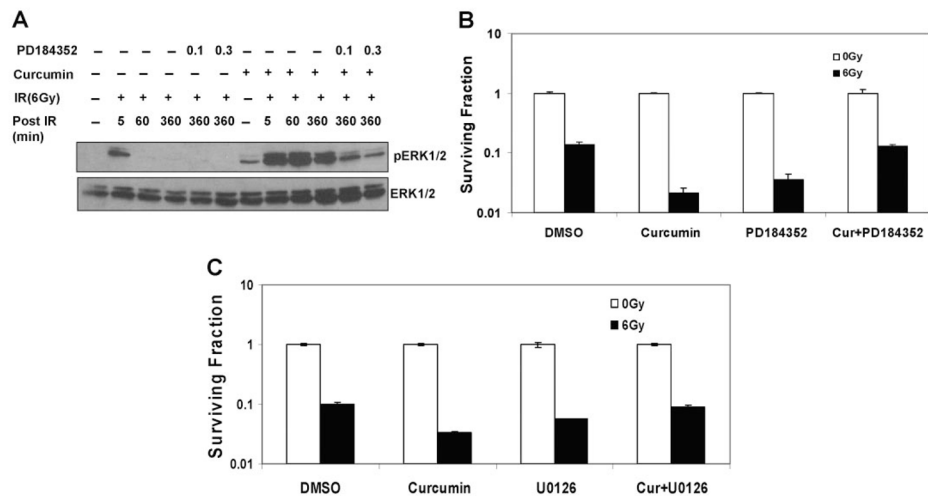 A
PD184352 – – – – 0.1 0.3 – – – – 0.1 0.3
Curcumin – – – – – – + + + + + +
IR(6Gy) – + + + + + – + + + + +
Post IR – 5 60 360 360 360 – 5 60 360 360 360
(min)
pERK1/2
ERK1/2
B
Surviving Fraction
10
1
0.1
0.01
0Gy
6Gy
DMSO Curcumin PD184352 Cur+PD184352
C
Surviving Fraction
10
1
0.1
0.01
0Gy
6Gy
DMSO Curcumin U0126 Cur+U0126